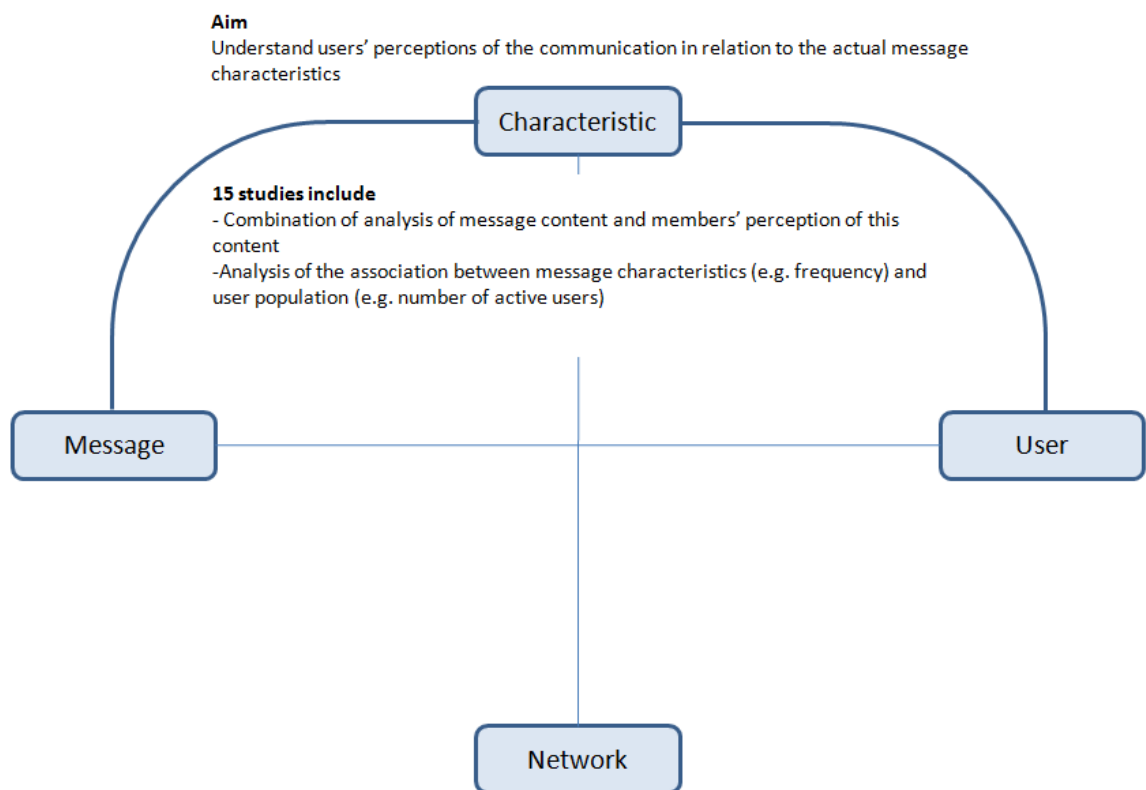 Aim
Understand users’ perceptions of the communication in relation to the actual message
characteristics
Characteristic
15 studies include
- Combination of analysis of message content and members’ perception of this
content
-Analysis of the association between message characteristics (e.g. frequency) and
user population (e.g. number of active users)
Message
User
Network